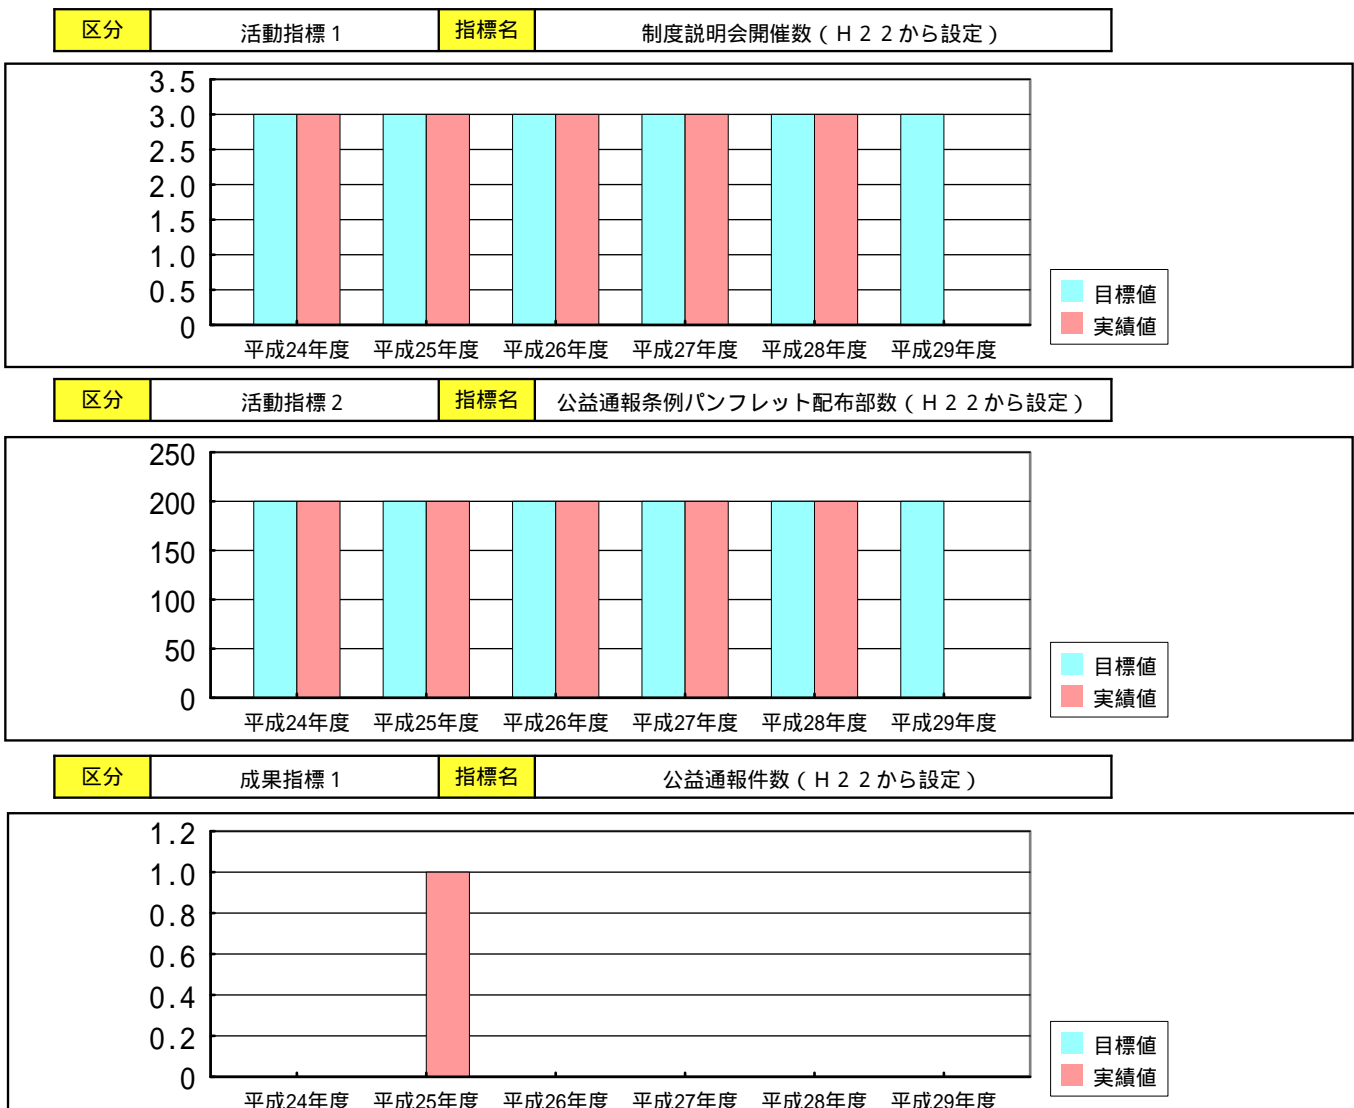 区分 活動指標１ 指標名 制度説明会開催数（Ｈ２２から設定）
3.5
3.0
2.5
2.0
1.5
1.0
0.5
0
平成24年度 平成25年度 平成26年度 平成27年度 平成28年度 平成29年度
目標値
実績値
区分 活動指標２ 指標名 公益通報条例パンフレット配布部数（Ｈ２２から設定）
250
200
150
100
50
0
平成24年度 平成25年度 平成26年度 平成27年度 平成28年度 平成29年度
目標値
実績値
区分 成果指標１ 指標名 公益通報件数（Ｈ２２から設定）
1.2
1.0
0.8
0.6
0.4
0.2
0
平成24年度 平成25年度 平成26年度 平成27年度 平成28年度 平成29年度
目標値
実績値